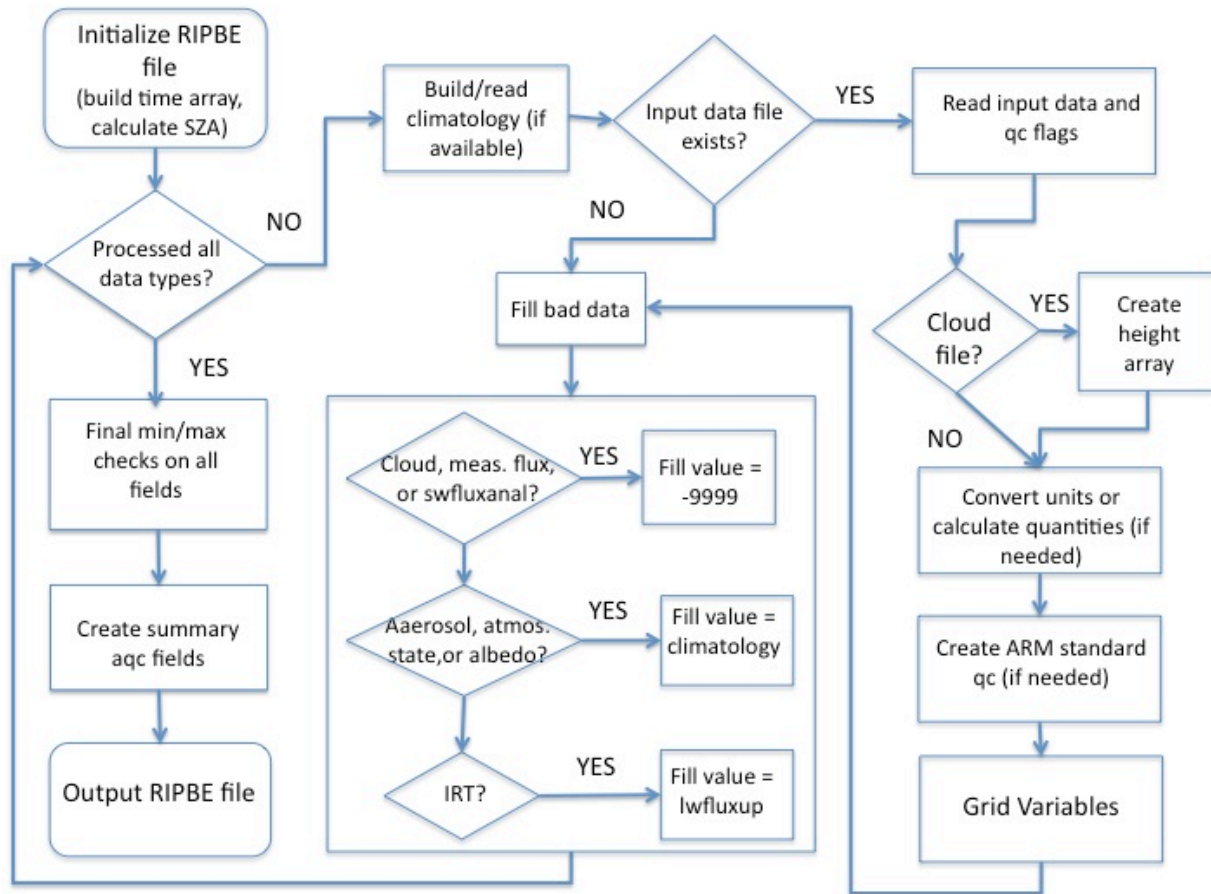 Initialize RIPBE
file
(build time array,
calculate SZA)
Processed all
data types?
NO
YES
Final min/max
checks on all
fields
Create summary
aqc fields
Output RIPBE file
Build/read
climatology (if
available)
Input data file
exists?
YES
NO
Read input data and
qc flags
Cloud
file?
YES
NO
Create
height
array
Convert units or
calculate quantities (if
needed)
Create ARM standard
qc (if needed)
Grid Variables
Fill bad data
Cloud, meas. flux,
or swfluxanal?
YES
Fill value =
-9999
Aaerosol, atmos.
state,or albedo?
YES
Fill value =
climatology
IRT?
YES
Fill value =
lwfluxup